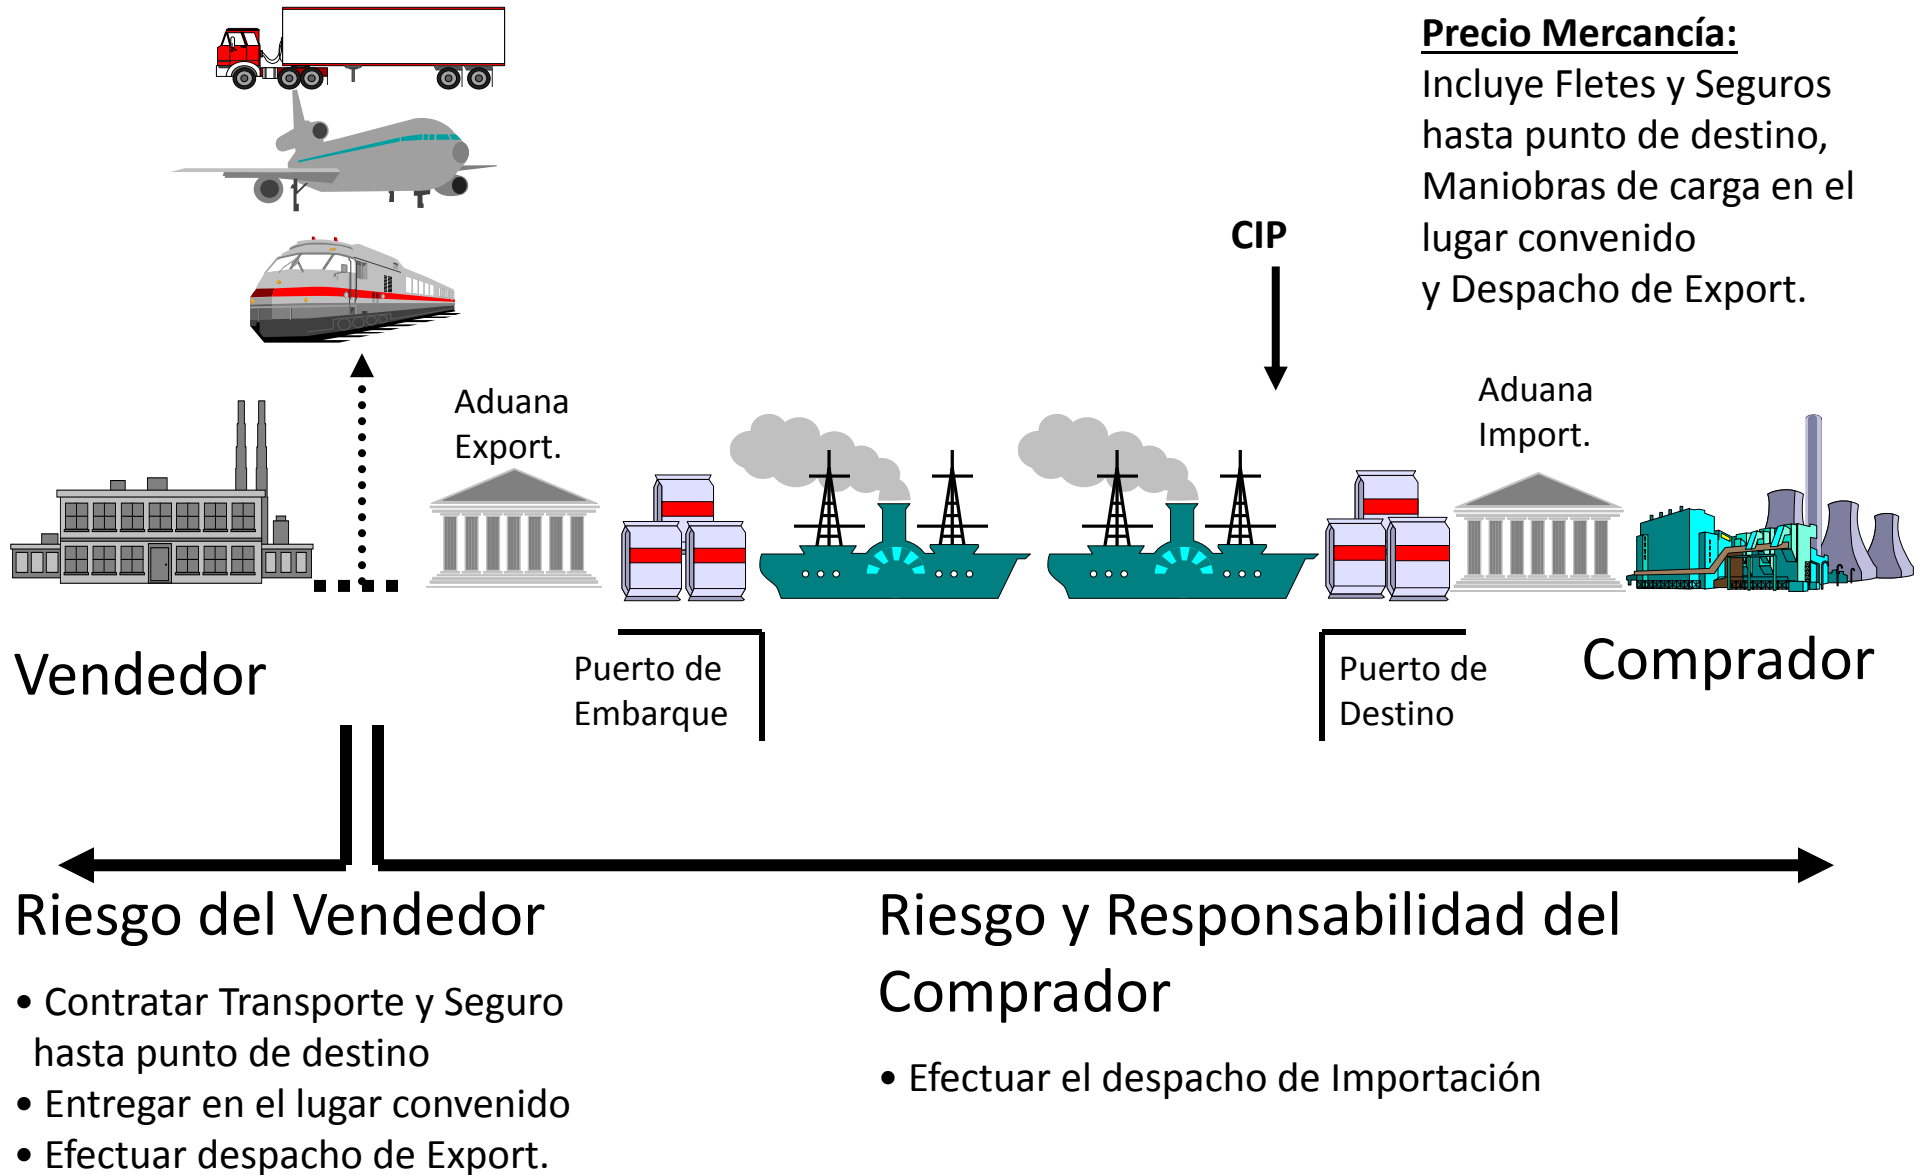 Precio Mercancía:
Incluye Fletes y Seguros
hasta punto de destino,
Maniobras de carga en el
lugar convenido
y Despacho de Export.
CIP
Aduana
Export.
Aduana
Import.
Vendedor
Puerto de
Embarque
Puerto de
Destino
Comprador
Riesgo del Vendedor
• Contratar Transporte y Seguro
hasta punto de destino
• Entregar en el lugar convenido
• Efectuar despacho de Export.
Riesgo y Responsabilidad del
Comprador
• Efectuar el despacho de Importación